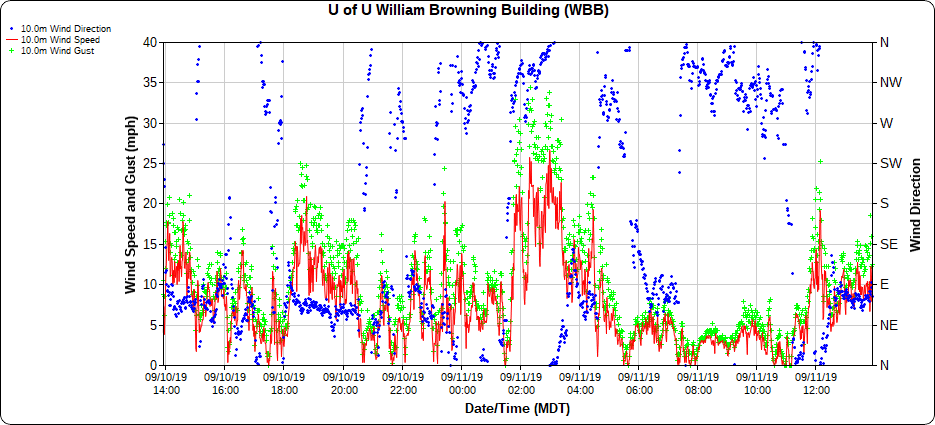 U of U William Browning Building (WBB)
10.0m Wind Direction
10.0m Wind Speed
10.0m Wind Gust
Wind Speed and Gust (mph)
40
35
30
25
20
15
10
5
0
N
NW
W
SW
S
SE
E
NE
N
Wind Direction
09/10/19 09/10/19 09/10/19 09/10/19 09/10/19 09/11/19 09/11/19 09/11/19 09/11/19 09/11/19 09/11/19 09/11/19
14:00 16:00 18:00 20:00 22:00 00:00 02:00 04:00 06:00 08:00 10:00 12:00
Date/Time (MDT)